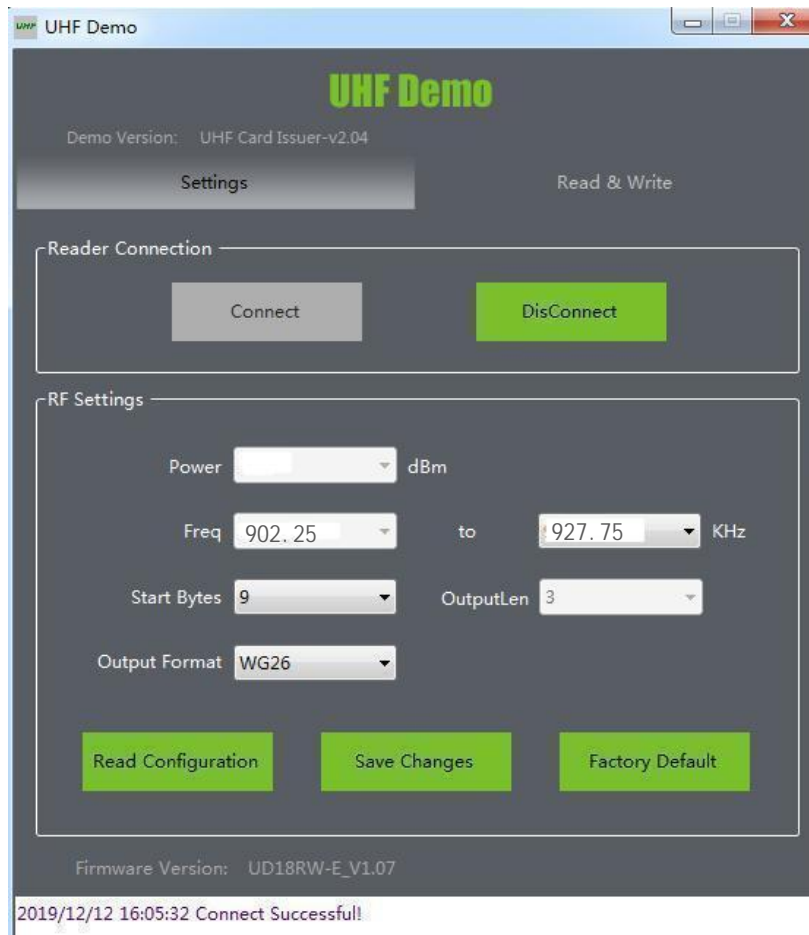 UHF UHF Demo
UHF Demo
Demo Version: UHF Card Issuer-v2.04
Settings Read & Write
Reader Connection
Connect DisConnect
RF Settings
Power dBm
Freq 902.25 to 927.75 KHz
Start Bytes 9 OutputLen 3
Output Format WG26
Read Configuration Save Changes Factory Default
Firmware Version: UD18RW-E_V1.07
2019/12/12 16:05:32 Connect Successful!